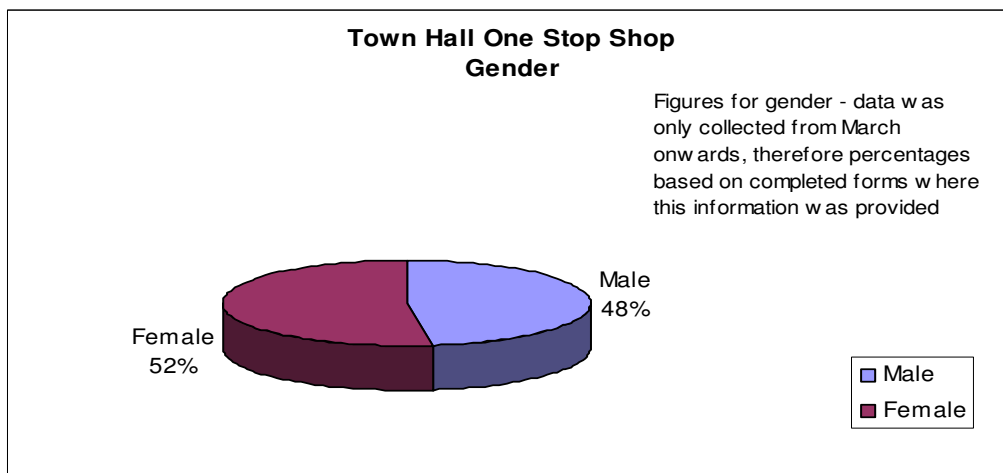 Town Hall One Stop Shop
Gender
Figures for gender - data was
only collected from March
onwards, therefore percentages
based on completed forms where
this information was provided
Male
48%
Female
52%
Male
Female